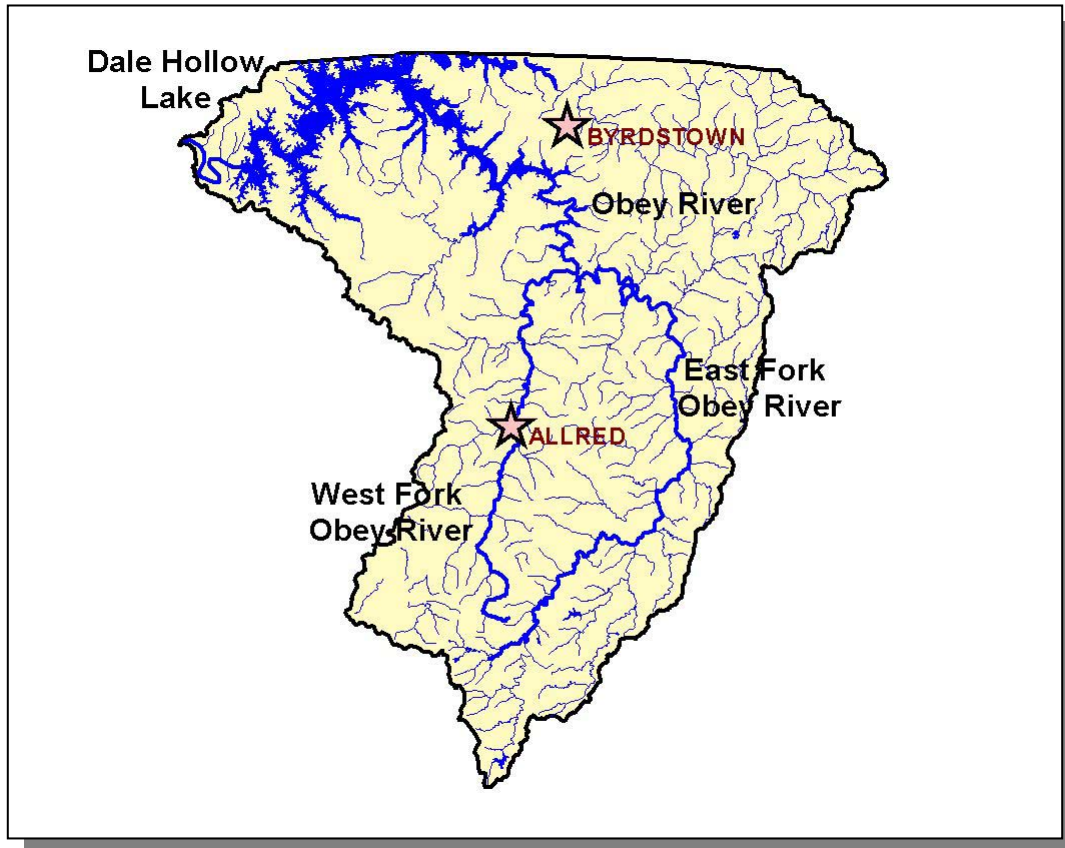 Dale Hollow
Lake
BYRDSTOWN
Obey River
East Fork
Obey River
ALLRED
West Fork
Obey River